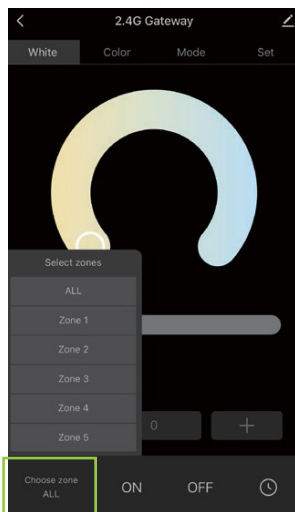 2.4G Gateway
White Color Mode Set
Select zones
ALL
Zone 1
Zone 2
Zone 3
Zone 4
Zone 5
0 +
Choose zone
ALL
ON OFF